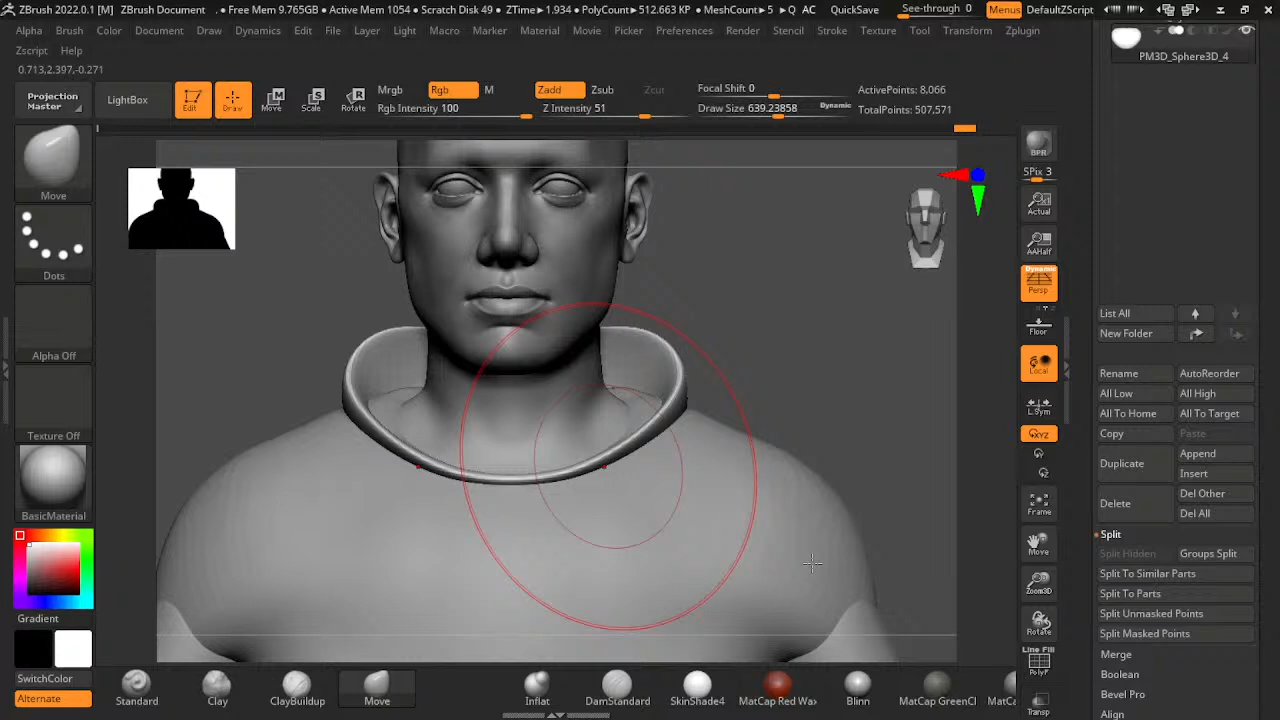 ZBrush 2022.0.1 [M] ZBrush Document . • Free Mem 9.765GB • Active Mem 1054 • Scratch Disk 49 • ZTime▸1.934 • PolyCount▸512.663 KP • MeshCount▸5 ▸Q AC QuickSave See-through 0 Menus DefaultZScript
Alpha Brush Color Document Draw Dynamics Edit File Layer Light Macro Marker Material Movie Picker Preferences Render Stencil Stroke Texture Tool Transform Zplugin
Zscript Help
PM3D_Sphere3D_4
0.713,2.397,-0.271
Projection Master
LightBox
Edit
Draw
Move
Scale
Rotate
Mrgb Rgb M
Rgb Intensity 100
Zadd Zsub Zcut
Z Intensity 51
Focal Shift 0
Draw Size 639.23858 Dynamic
ActivePoints: 8,066
TotalPoints: 507,571
Move
Dots
Alpha Off
Texture Off
BasicMaterial
Gradient
SwitchColor
Alternate
BPR
SPix 3
Actual
AAHalf
Dynamic
Persp
Floor
Local
L.Sym
XYZ
Frame
Move
Zoom3D
Rotate
Line Fill
PolyF
Transp
List All
New Folder
Rename AutoReorder
All Low All High
All To Home All To Target
Copy Paste
Duplicate Append
Insert
Delete Del Other
Del All
Split
Split Hidden Groups Split
Split To Similar Parts
Split To Parts
Split Unmasked Points
Split Masked Points
Merge
Boolean
Bevel Pro
Align
Standard Clay ClayBuildup Move Inflat DamStandard SkinShade4 MatCap Red Wax Blinn MatCap GreenCl MatCa